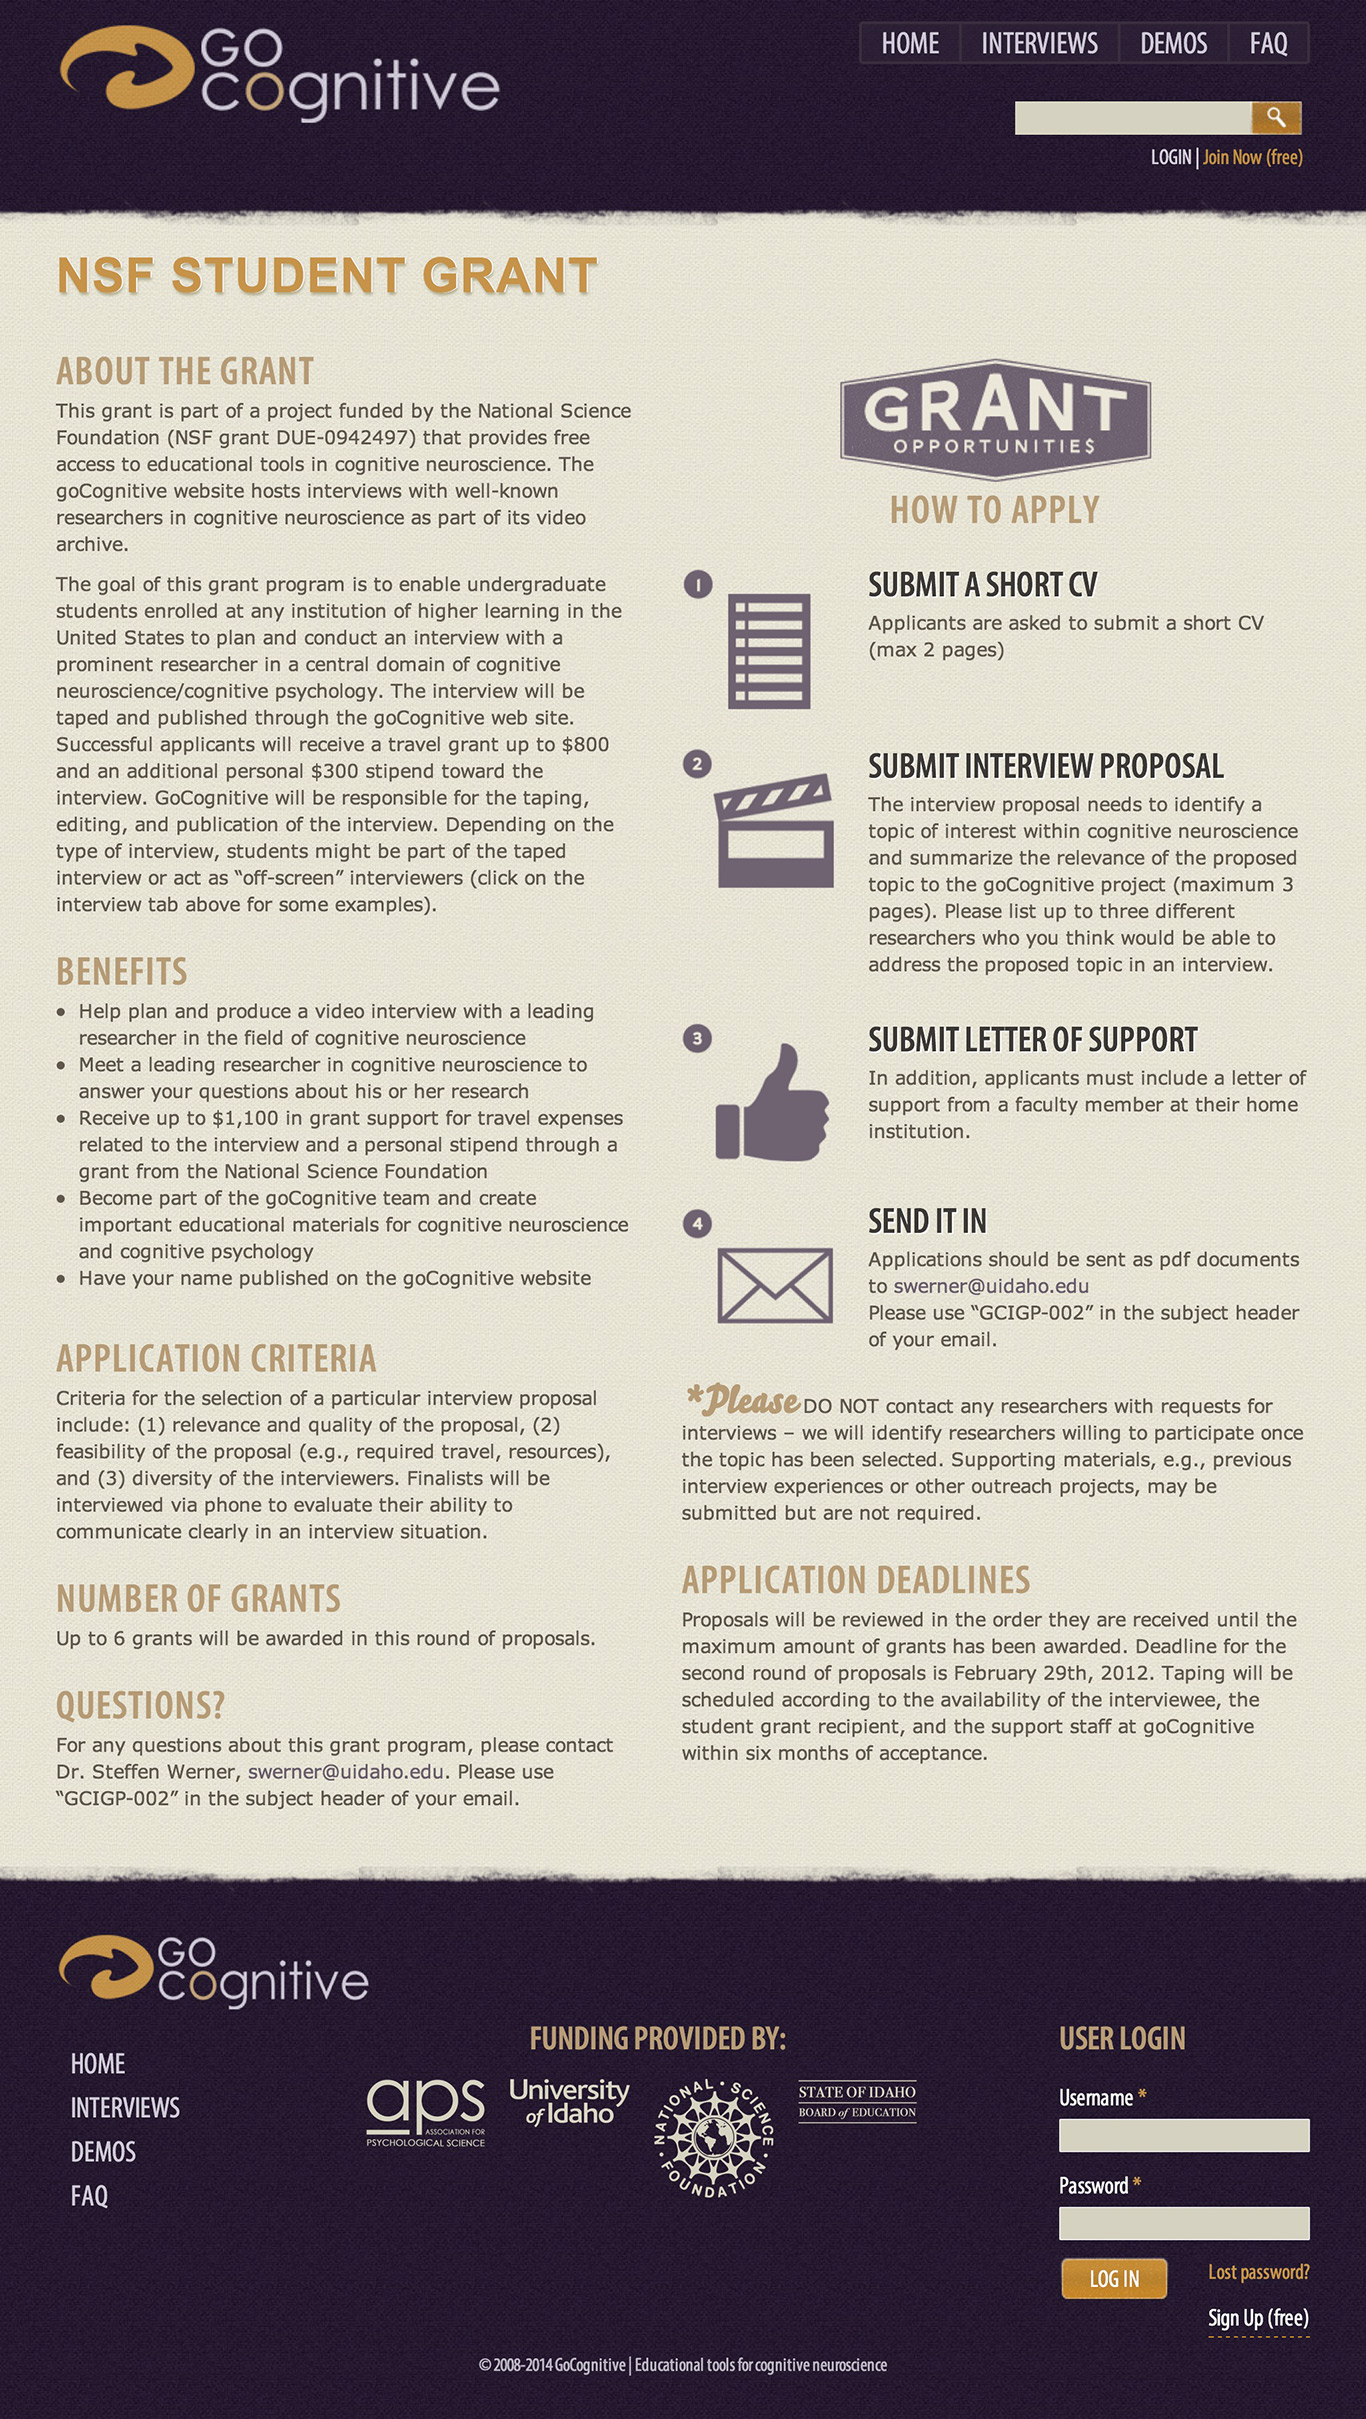 GO
cognitive
HOME
INTERVIEWS
DEMOS
FAQ
LOGIN | Join Now (free)
NSF STUDENT GRANT
ABOUT THE GRANT
This grant is part of a project funded by the National Science
Foundation (NSF grant DUE-0942497) that provides free
access to educational tools in cognitive neuroscience. The
goCognitive website hosts interviews with well-known
researchers in cognitive neuroscience as part of its video
archive.
The goal of this grant program is to enable undergraduate
students enrolled at any institution of higher learning in the
United States to plan and conduct an interview with a
prominent researcher in a central domain of cognitive
neuroscience/cognitive psychology. The interview will be
taped and published through the goCognitive web site.
Successful applicants will receive a travel grant up to $800
and an additional personal $300 stipend toward the
interview. GoCognitive will be responsible for the taping,
editing, and publication of the interview. Depending on the
type of interview, students might be part of the taped
interview or act as “off-screen” interviewers (click on the
interview tab above for some examples).
BENEFITS
• Help plan and produce a video interview with a leading
researcher in the field of cognitive neuroscience
• Meet a leading researcher in cognitive neuroscience to
answer your questions about his or her research
• Receive up to $1,100 in grant support for travel expenses
related to the interview and a personal stipend through a
grant from the National Science Foundation
• Become part of the goCognitive team and create
important educational materials for cognitive neuroscience
and cognitive psychology
• Have your name published on the goCognitive website
APPLICATION CRITERIA
Criteria for the selection of a particular interview proposal
include: (1) relevance and quality of the proposal, (2)
feasibility of the proposal (e.g., required travel, resources),
and (3) diversity of the interviewers. Finalists will be
interviewed via phone to evaluate their ability to
communicate clearly in an interview situation.
NUMBER OF GRANTS
Up to 6 grants will be awarded in this round of proposals.
QUESTIONS?
For any questions about this grant program, please contact
Dr. Steffen Werner, swerner@uidaho.edu. Please use
“GCIGP-002” in the subject header of your email.
GRANT
OPPORTUNITIE$
HOW TO APPLY
1
SUBMIT A SHORT CV
Applicants are asked to submit a short CV
(max 2 pages)
2
SUBMIT INTERVIEW PROPOSAL
The interview proposal needs to identify a
topic of interest within cognitive neuroscience
and summarize the relevance of the proposed
topic to the goCognitive project (maximum 3
pages). Please list up to three different
researchers who you think would be able to
address the proposed topic in an interview.
3
SUBMIT LETTER OF SUPPORT
In addition, applicants must include a letter of
support from a faculty member at their home
institution.
4
SEND IT IN
Applications should be sent as pdf documents
to swerner@uidaho.edu
Please use “GCIGP-002” in the subject header
of your email.
*Please DO NOT contact any researchers with requests for
interviews – we will identify researchers willing to participate once
the topic has been selected. Supporting materials, e.g., previous
interview experiences or other outreach projects, may be
submitted but are not required.
APPLICATION DEADLINES
Proposals will be reviewed in the order they are received until the
maximum amount of grants has been awarded. Deadline for the
second round of proposals is February 29th, 2012. Taping will be
scheduled according to the availability of the interviewee, the
student grant recipient, and the support staff at goCognitive
within six months of acceptance.
GO
cognitive
HOME
INTERVIEWS
DEMOS
FAQ
FUNDING PROVIDED BY:
aps
ASSOCIATION FOR
PSYCHOLOGICAL SCIENCE
University
of Idaho
NATIONAL • SCIENCE • FOUNDATION •
STATE OF IDAHO
BOARD of EDUCATION
USER LOGIN
Username *
Password *
LOG IN
Lost password?
Sign Up (free)
© 2008-2014 GoCognitive | Educational tools for cognitive neuroscience